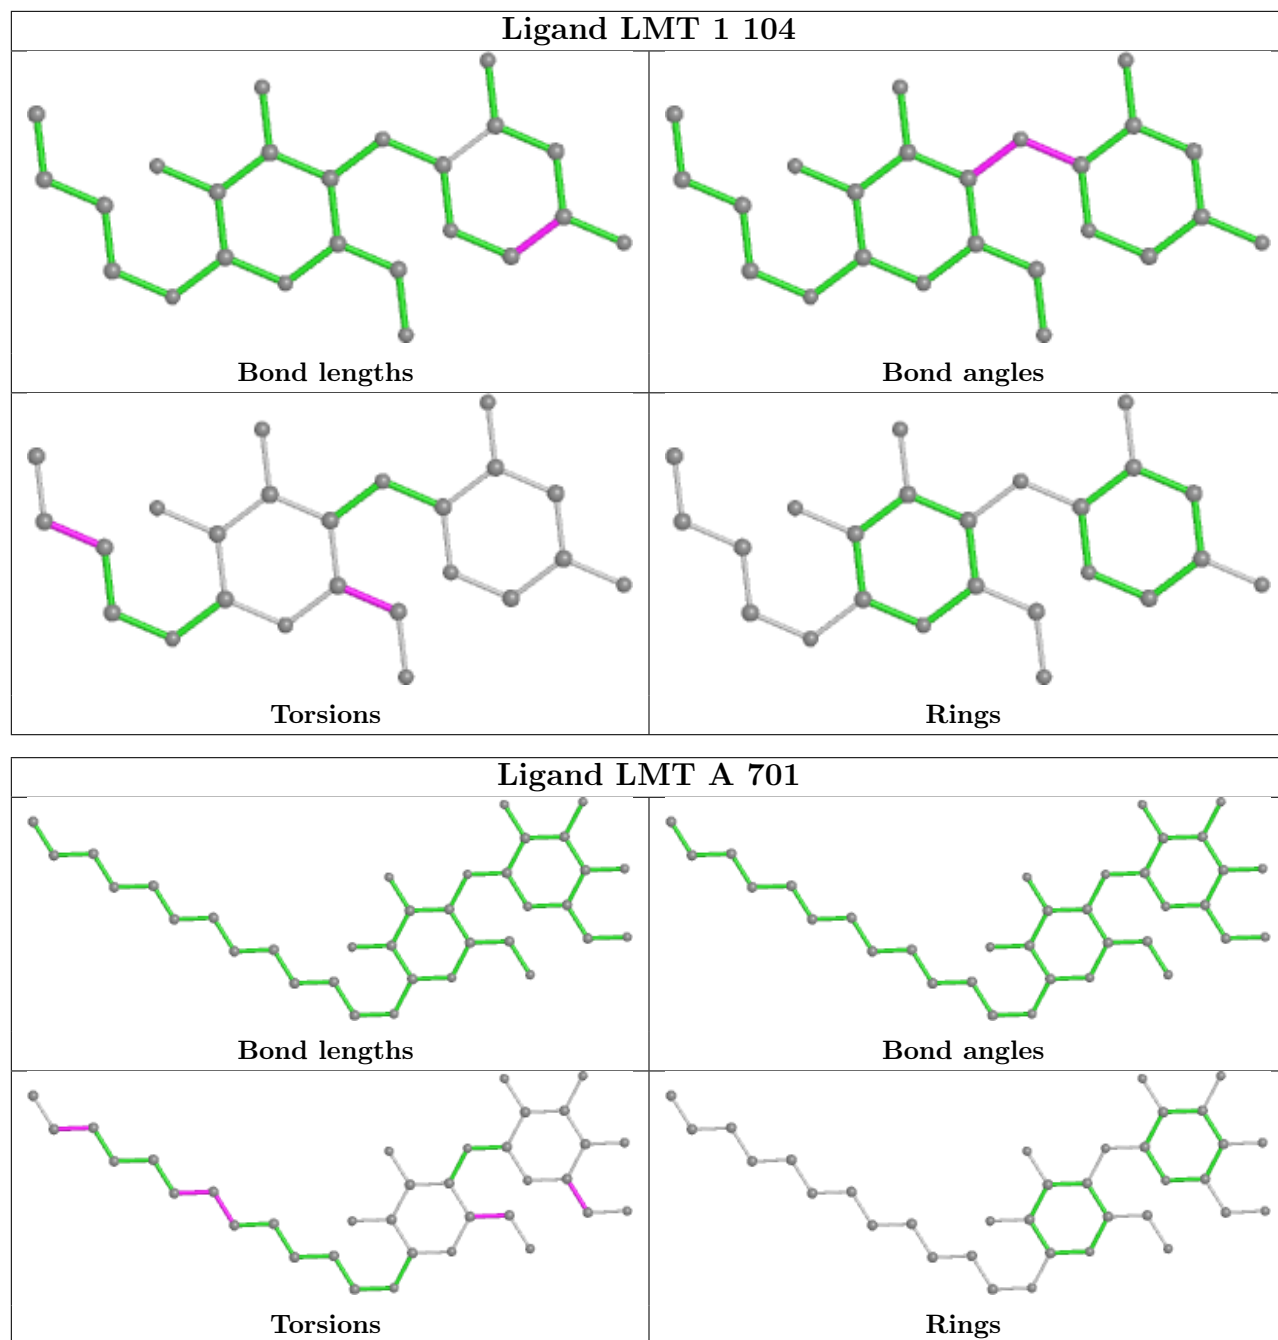 Ligand LMT 1 104
Bond lengths
Bond angles
Torsions
Rings
Ligand LMT A 701
Bond lengths
Bond angles
Torsions
Rings